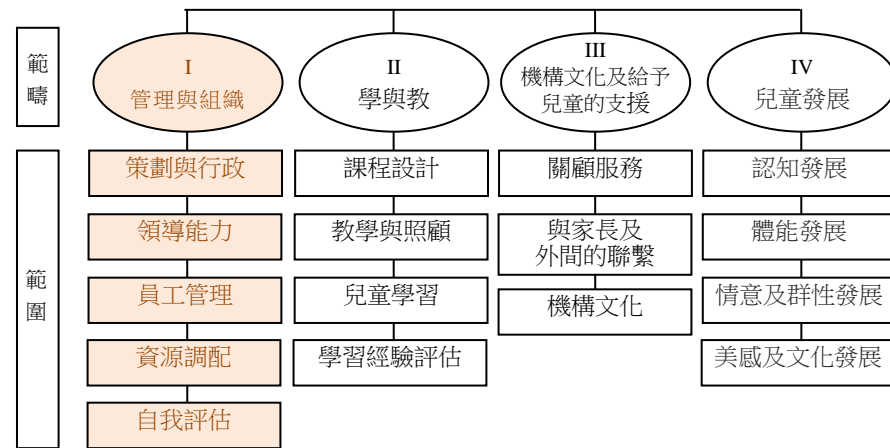 範疇
I
管理與組織
II
學與教
III
機構文化及給予
兒童的支援
IV
兒童發展
範圍
策劃與行政
領導能力
員工管理
資源調配
自我評估
課程設計
教學與照顧
兒童學習
學習經驗評估
關顧服務
與家長及
外間的聯繫
機構文化
認知發展
體能發展
情意及群性發展
美感及文化發展